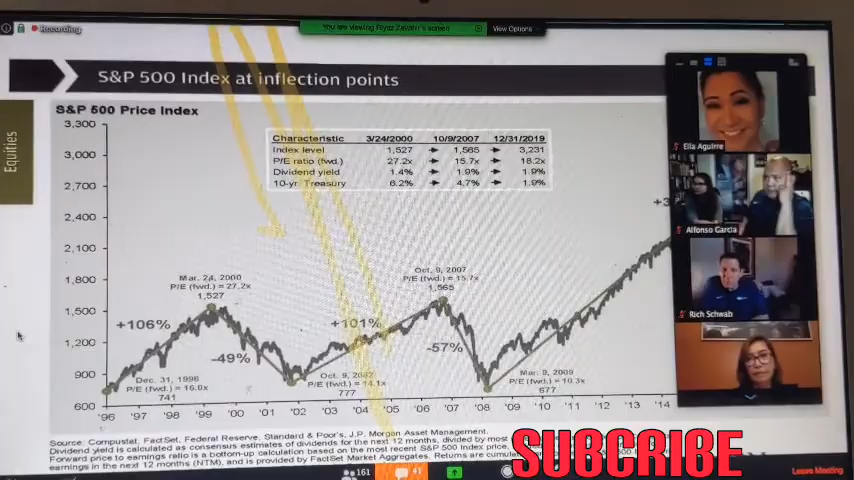 Recording
You are viewing
screen
View Options
S&P 500 Index at inflection points
Equities
S&P 500 Price Index
3,300
3,000
2,700
2,400
2,100
1,800
1,500
1,200
900
600
Characteristic 3/24/2000 10/9/2007 12/31/2019
Index level 1,527 1,565 3,231
P/E ratio (fwd.) 27.2x 15.7x 18.2x
Dividend yield 1.4% 1.9% 1.9%
10-yr. Treasury 6.2% 4.7% 1.9%
+3
Mar. 24, 2000
P/E (fwd.) = 27.2x
1,527
Oct. 9, 2007
P/E (fwd.) = 15.7x
1,565
+106%
-49%
+101%
-57%
Dec. 31, 1996
P/E (fwd.) = 16.0x
741
Oct. 9, 2002
P/E (fwd.) = 14.1x
777
Mar. 9, 2009
P/E (fwd.) = 10.3x
677
'96 '97 '98 '99 '00 '01 '02 '03 '04 '05 '06 '07 '08 '09 '10 '11 '12 '13 '14
Source: Compustat, FactSet, Federal Reserve, Standard & Poor's, J.P. Morgan Asset Management.
Dividend yield is calculated as consensus estimates of dividends for the next 12 months, divided by most
Forward price to earnings ratio is a bottom-up calculation based on the most recent S&P 500 Index price,
earnings in the next 12 months (NTM), and is provided by FactSet Market Aggregates. Returns are
Ella Aguirre
Alfonso Garcia
Rich Schwab
161
41
SUBCRIBE
Leave Meeting